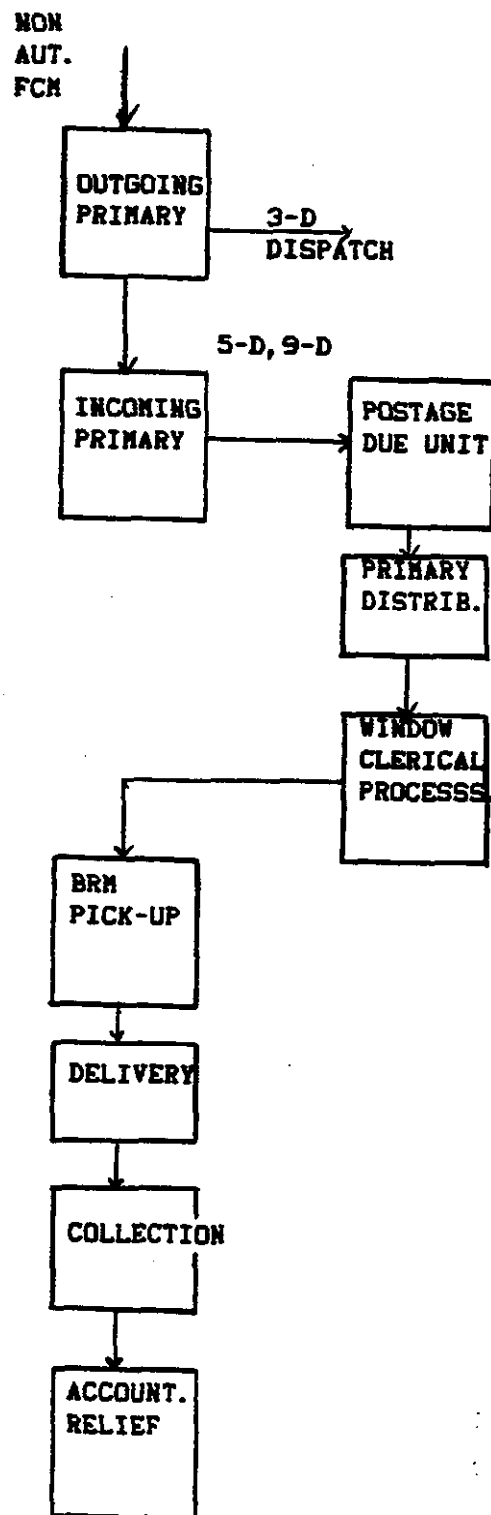 NON
AUT.
FCM
OUTGOING
PRIMARY
3-D
DISPATCH
5-D, 9-D
INCOMING
PRIMARY
POSTAGE
DUE UNIT
PRIMARY
DISTRIB.
WINDOW
CLERICAL
PROCESSS
BRM
PICK-UP
DELIVERY
COLLECTION
ACCOUNT.
RELIEF